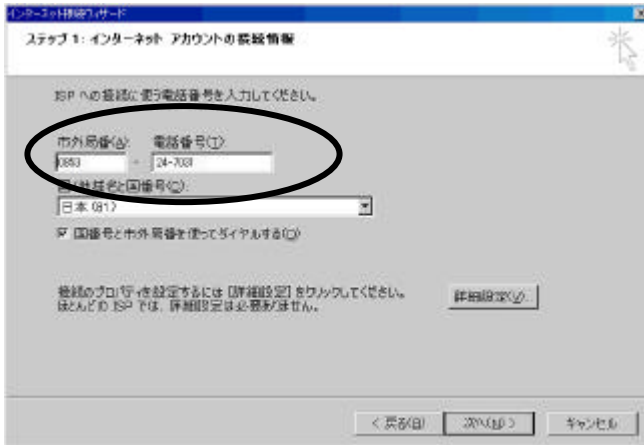 インターネット接続ウィザード
ステップ 1: インターネット アカウントの接続情報
ISP への接続に使う電話番号を入力してください。
市外局番(A): 電話番号(T):
0853 - 24-7031
国/地域名と国番号(C):
日本 (81)
国番号と市外局番を使ってダイヤルする(D)
接続のプロパティを設定するには [詳細設定] をクリックしてください。
ほとんどの ISP では、詳細設定は必要ありません。
詳細設定(V)...
< 戻る(B) 次へ(N) > キャンセル